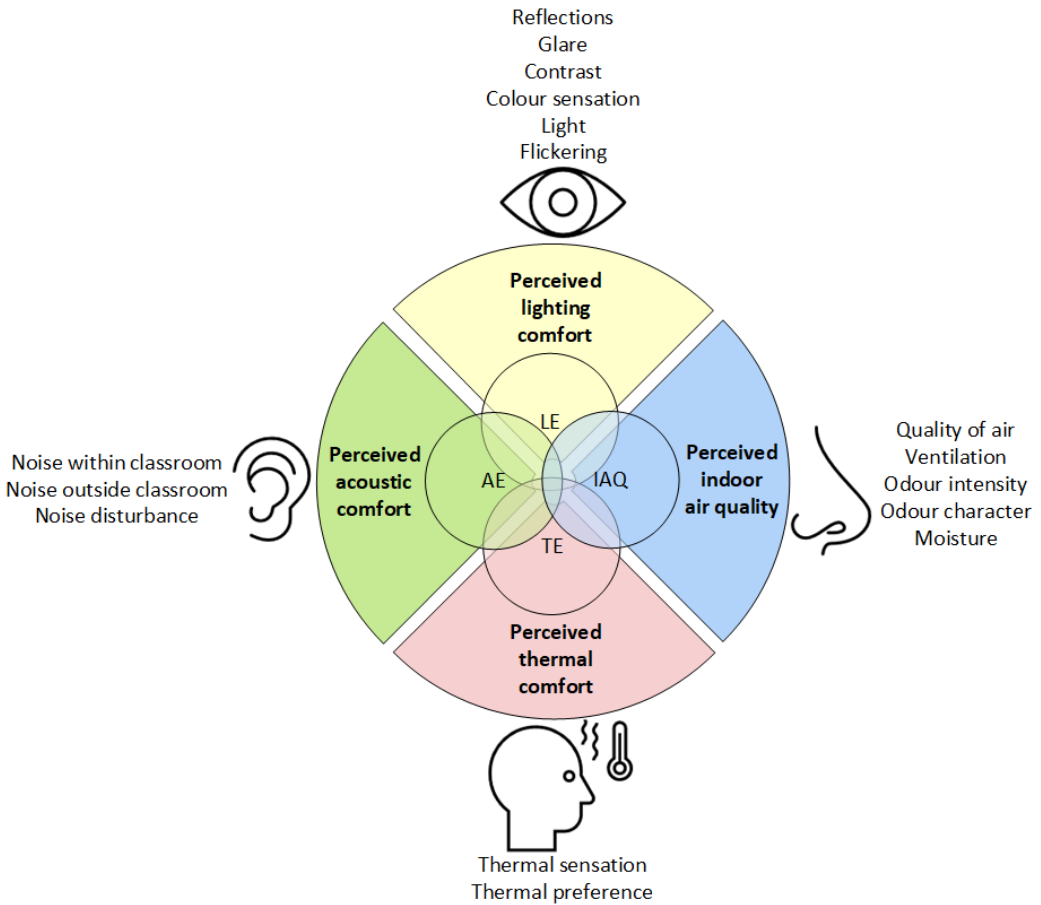 Reflections
Glare
Contrast
Colour sensation
Light
Flickering
Perceived
lighting
comfort
LE
Noise within classroom
Noise outside classroom
Noise disturbance
Perceived
acoustic
comfort
AE
IAQ
Perceived
indoor
air quality
Quality of air
Ventilation
Odour intensity
Odour character
Moisture
TE
Perceived
thermal
comfort
Thermal sensation
Thermal preference